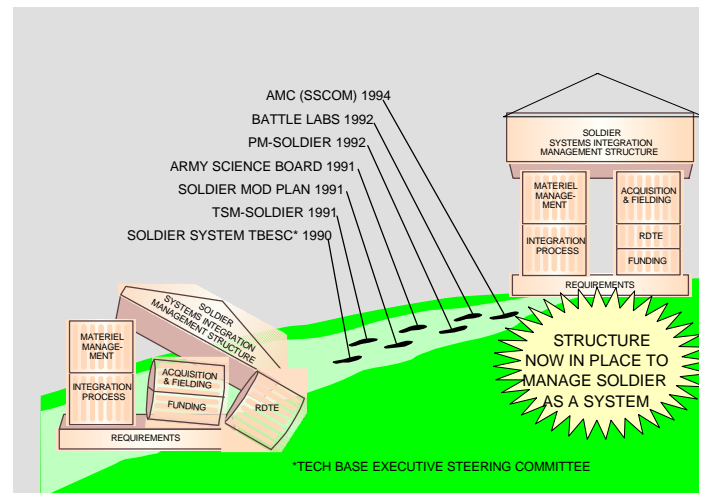 AMC (SSCOM) 1994
BATTLE LABS 1992
PM-SOLDIER 1992
ARMY SCIENCE BOARD 1991
SOLDIER MOD PLAN 1991
TSM-SOLDIER 1991
SOLDIER SYSTEM TBESC* 1990
SOLDIER
SYSTEMS INTEGRATION
MANAGEMENT STRUCTURE
MATERIEL
MANAGE-
MENT
INTEGRATION
PROCESS
ACQUISITION
& FIELDING
RDTE
FUNDING
REQUIREMENTS
SOLDIER
SYSTEMS INTEGRATION
MANAGEMENT STRUCTURE
MATERIEL
MANAGE-
MENT
INTEGRATION
PROCESS
ACQUISITION
& FIELDING
FUNDING
RDTE
REQUIREMENTS
STRUCTURE
NOW IN PLACE TO
MANAGE SOLDIER
AS A SYSTEM
*TECH BASE EXECUTIVE STEERING COMMITTEE